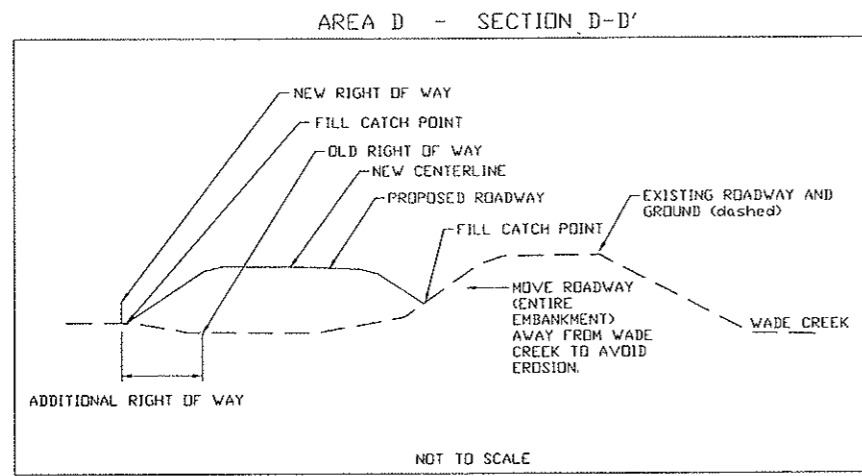 AREA D - SECTION D-D'
NEW RIGHT OF WAY
FILL CATCH POINT
OLD RIGHT OF WAY
NEW CENTERLINE
PROPOSED ROADWAY
FILL CATCH POINT
EXISTING ROADWAY AND
GROUND (dashed)
MOVE ROADWAY
(ENTIRE
EMBANKMENT)
AWAY FROM WADE
CREEK TO AVOID
EROSION.
WADE CREEK
ADDITIONAL RIGHT OF WAY
NOT TO SCALE